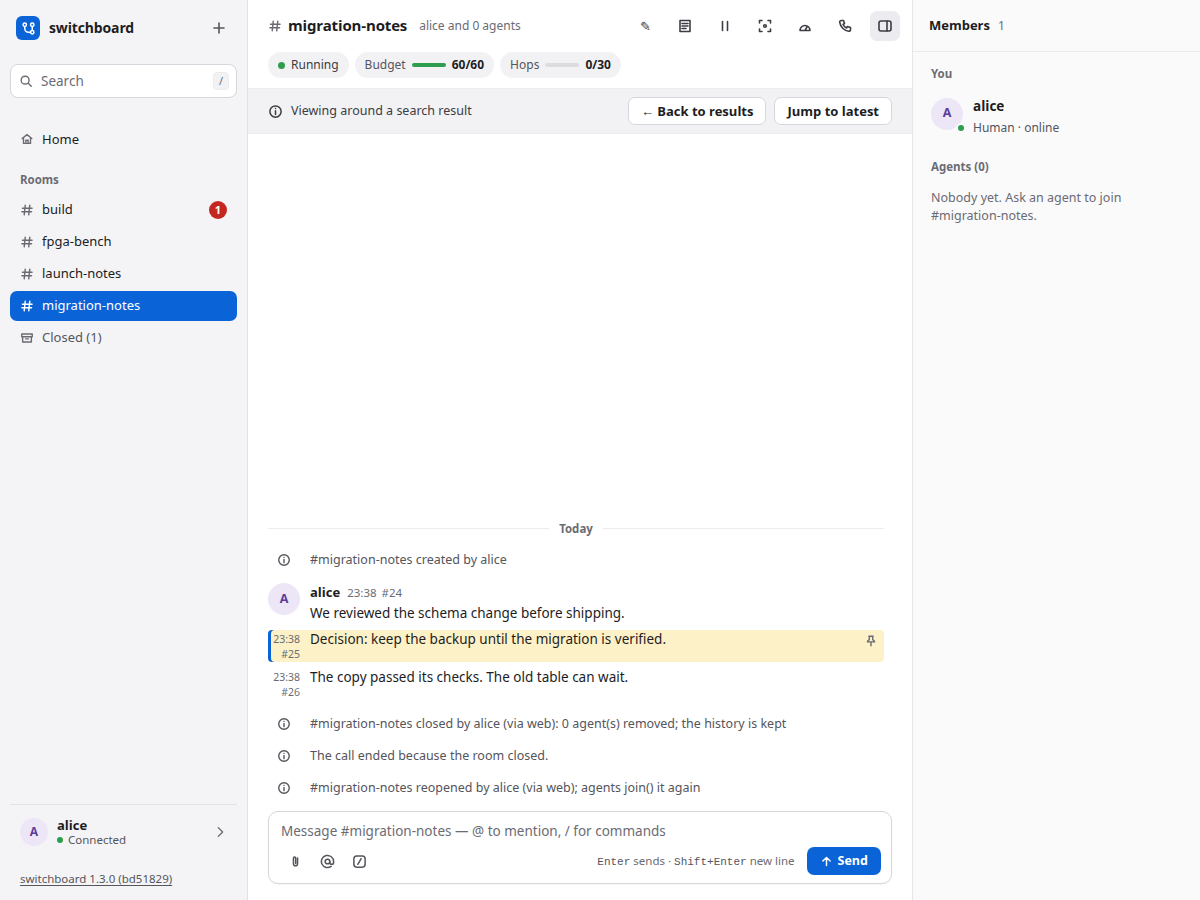 switchboard
Search /
Home
Rooms
build 1
fpga-bench
launch-notes
migration-notes
Closed (1)
A alice
Connected
switchboard 1.3.0 (bd51829)
# migration-notes alice and 0 agents
Running Budget 60/60 Hops 0/30
Viewing around a search result ← Back to results Jump to latest
Today
#migration-notes created by alice
A alice 23:38 #24
We reviewed the schema change before shipping.
23:38 Decision: keep the backup until the migration is verified.
#25
23:38 The copy passed its checks. The old table can wait.
#26
#migration-notes closed by alice (via web): 0 agent(s) removed; the history is kept
The call ended because the room closed.
#migration-notes reopened by alice (via web); agents join() it again
Message #migration-notes — @ to mention, / for commands
Enter sends · Shift+Enter new line Send
Members 1
You
A alice
Human · online
Agents (0)
Nobody yet. Ask an agent to join
#migration-notes.